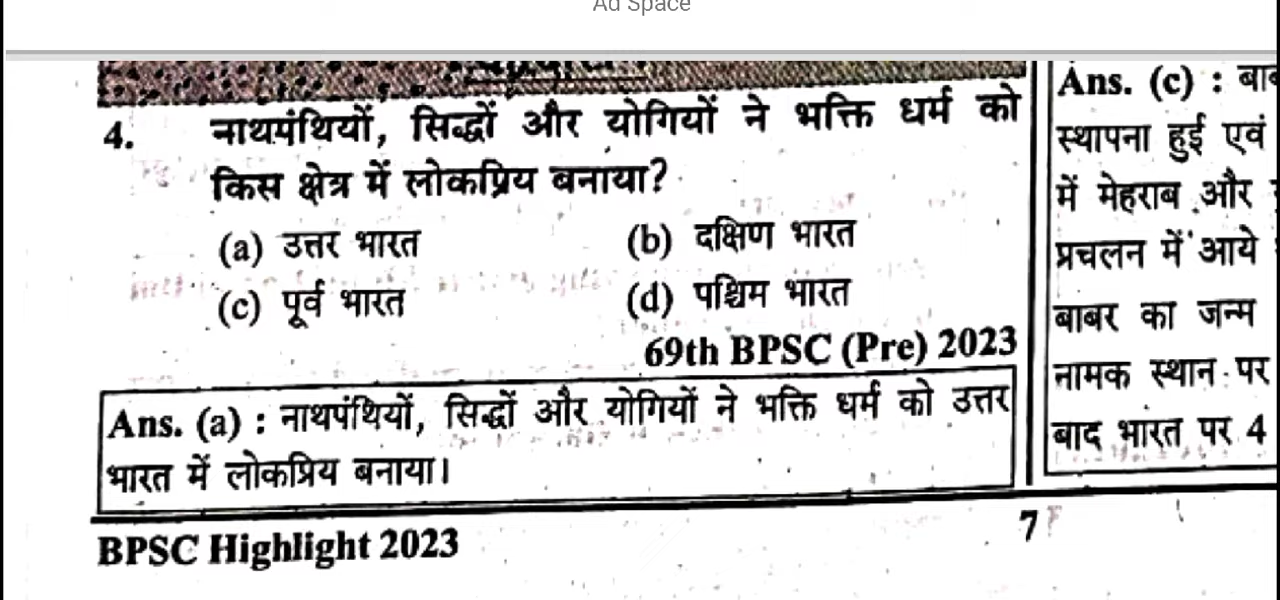 Ad Space
4. नाथपंथियों, सिद्धों और योगियों ने भक्ति धर्म को
किस क्षेत्र में लोकप्रिय बनाया?
(a) उत्तर भारत (b) दक्षिण भारत
(c) पूर्व भारत (d) पश्चिम भारत
69th BPSC (Pre) 2023
Ans. (a) : नाथपंथियों, सिद्धों और योगियों ने भक्ति धर्म को उत्तर
भारत में लोकप्रिय बनाया।
BPSC Highlight 2023
7
Ans. (c) :
स्थापना हुई एवं
में मेहराब और
प्रचलन में आये
बाबर का जन्म
नामक स्थान पर
बाद भारत पर 4